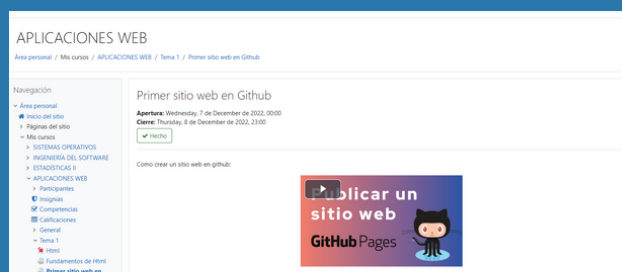 APLICACIONES WEB
Área personal / Mis cursos / APLICACIONES WEB / Tema 1 / Primer sitio web en Github
Navegación
Área personal
Inicio del sitio
Páginas del sitio
Mis cursos
SISTEMAS OPERATIVOS
INGENIERÍA DEL SOFTWARE
ESTADÍSTICAS II
APLICACIONES WEB
Participantes
Insignias
Competencias
Calificaciones
General
Tema 1
Html
Fundamentos de Html
Primer sitio web en
Primer sitio web en Github
Apertura: Wednesday, 7 de December de 2022, 00:00
Cierre: Thursday, 8 de December de 2022, 23:00
Hecho
Como crear un sitio web en github:
Publicar un
sitio web
GitHub Pages